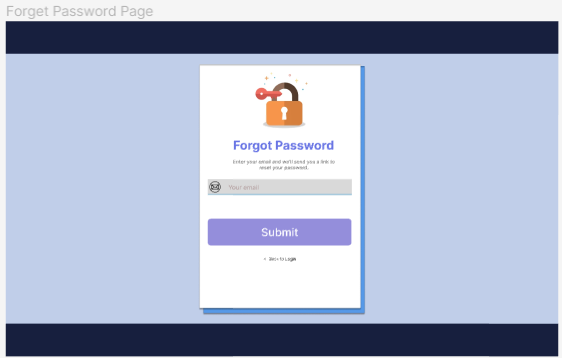 Forget Password Page
Forgot Password
Enter your email and we'll send you a link to
reset your password.
Your email
Submit
< Back to Login